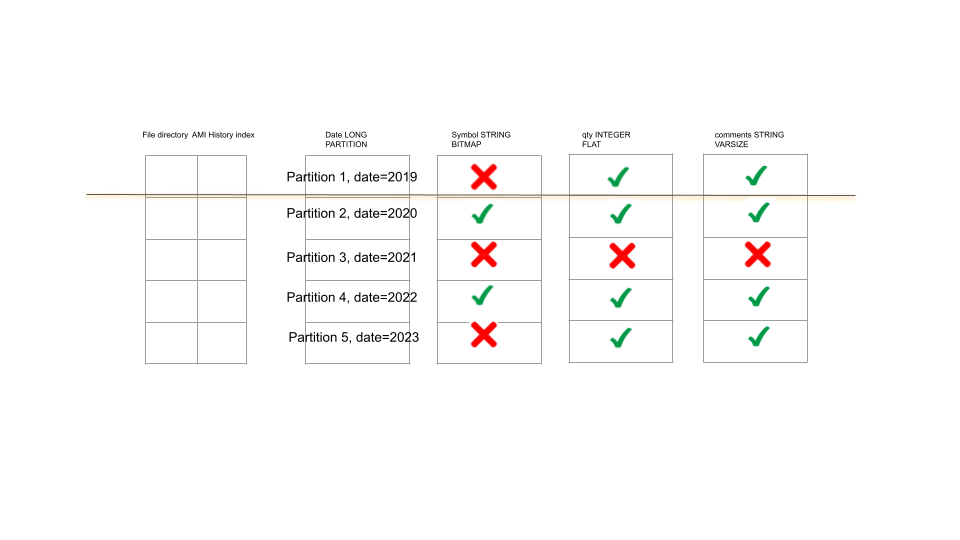 File directory AMI History index
Date LONG
PARTITION
Symbol STRING
BITMAP
qty INTEGER
FLAT
comments STRING
VARSIZE
Partition 1, date=2019
Partition 2, date=2020
Partition 3, date=2021
Partition 4, date=2022
Partition 5, date=2023